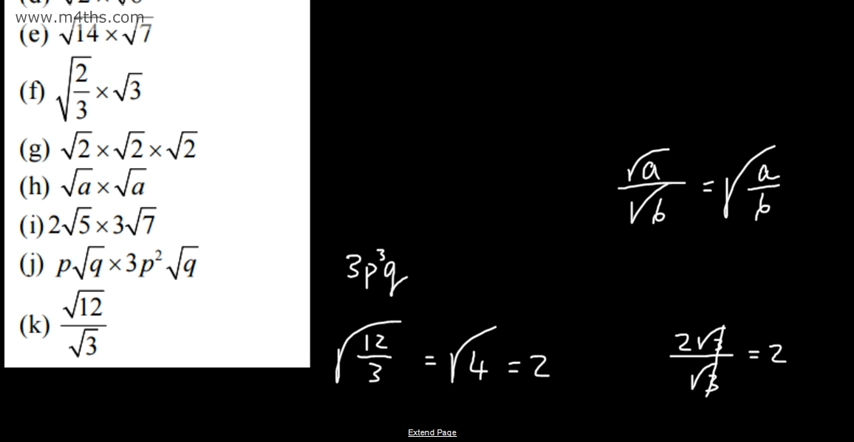 www.m4ths.com
(e) √14 × √7
(f) √(2/3) × √3
(g) √2 × √2 × √2
(h) √a × √a
(i) 2√5 × 3√7
(j) p√q × 3p² √q
(k) √12/√3
√a/√b = √(a/b)
3p³q
√(12/3) = √4 = 2
2√3/√3 = 2
Extend Page